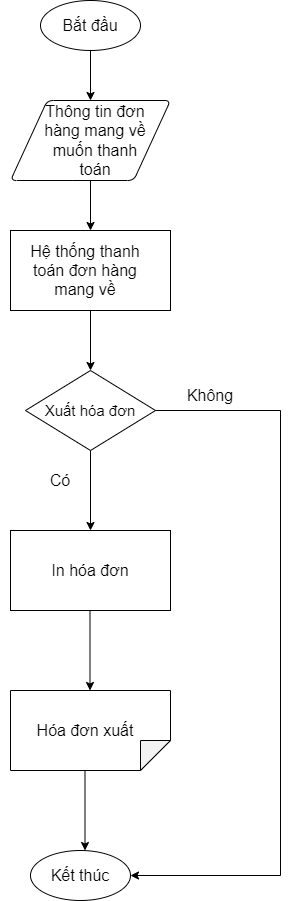 Bắt đầu
Thông tin đơn
hàng mang về
muốn thanh
toán
Hệ thống thanh
toán đơn hàng
mang về
Xuất hóa đơn
Không
Có
In hóa đơn
Hóa đơn xuất
Kết thúc